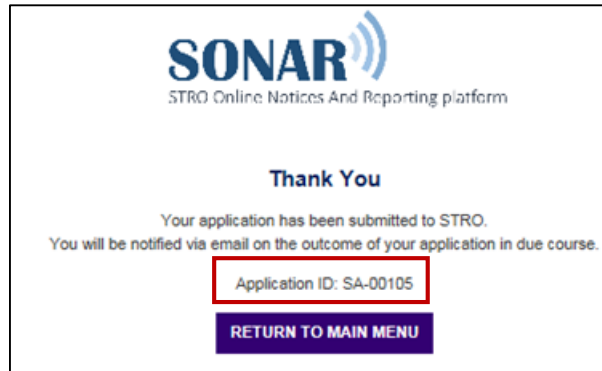 SONAR
STRO Online Notices And Reporting platform
Thank You
Your application has been submitted to STRO.
You will be notified via email on the outcome of your application in due course.
Application ID: SA-00105
RETURN TO MAIN MENU